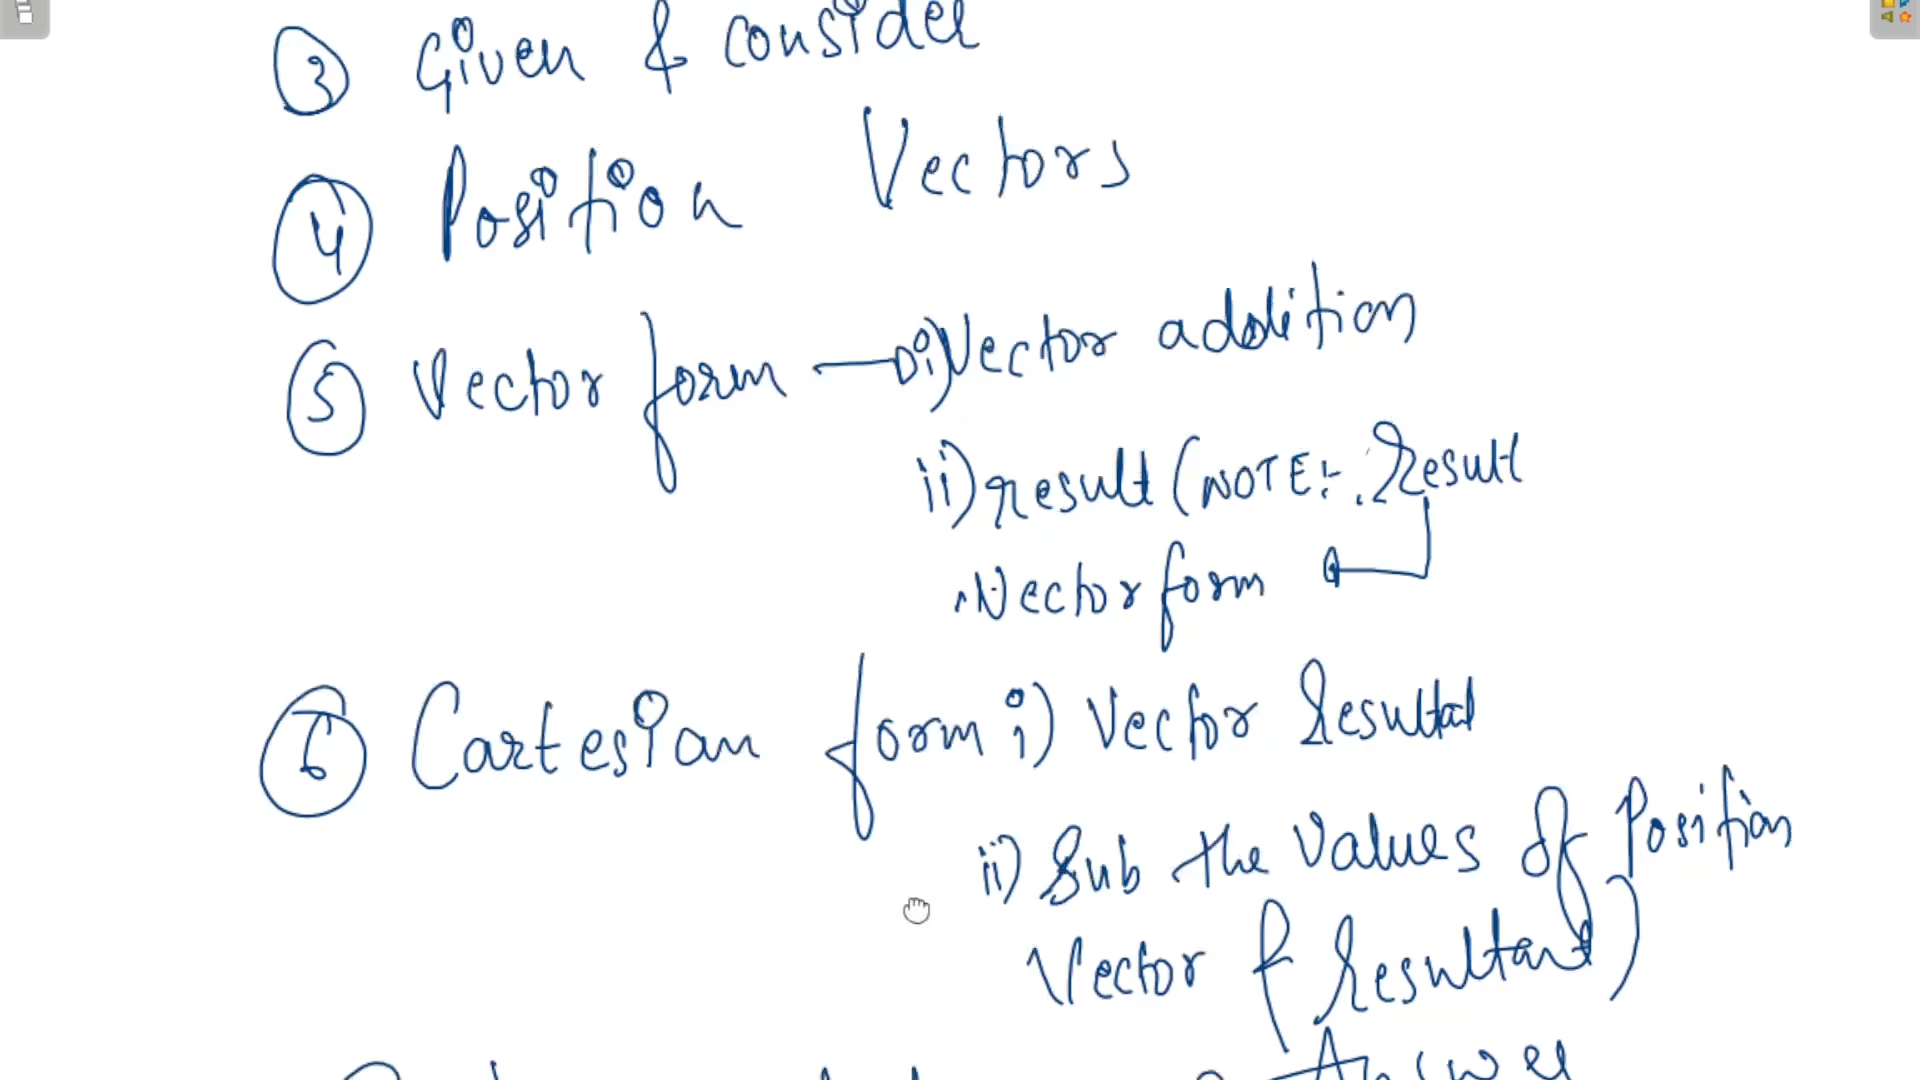 3 Given & consider
4 Position Vectors
5 Vector form → i) Vector addition
ii) result (NOTE:- Result
Vector form
6 Cartesian form i) Vector Resultant
ii) Sub the values of Position
Vector & Resultant)
Answer